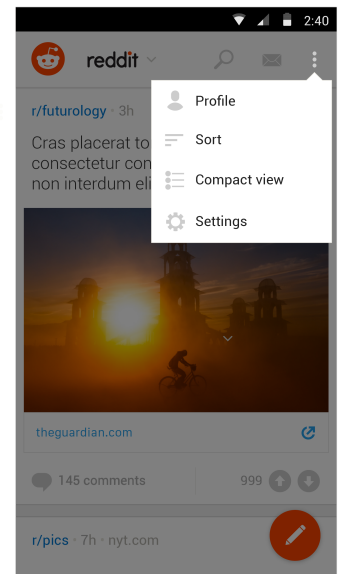 2:40
reddit
Profile
Sort
Compact view
Settings
r/futurology · 3h
Cras placerat to
consectetur con
non interdum eli
theguardian.com
145 comments
999
r/pics · 7h · nyt.com